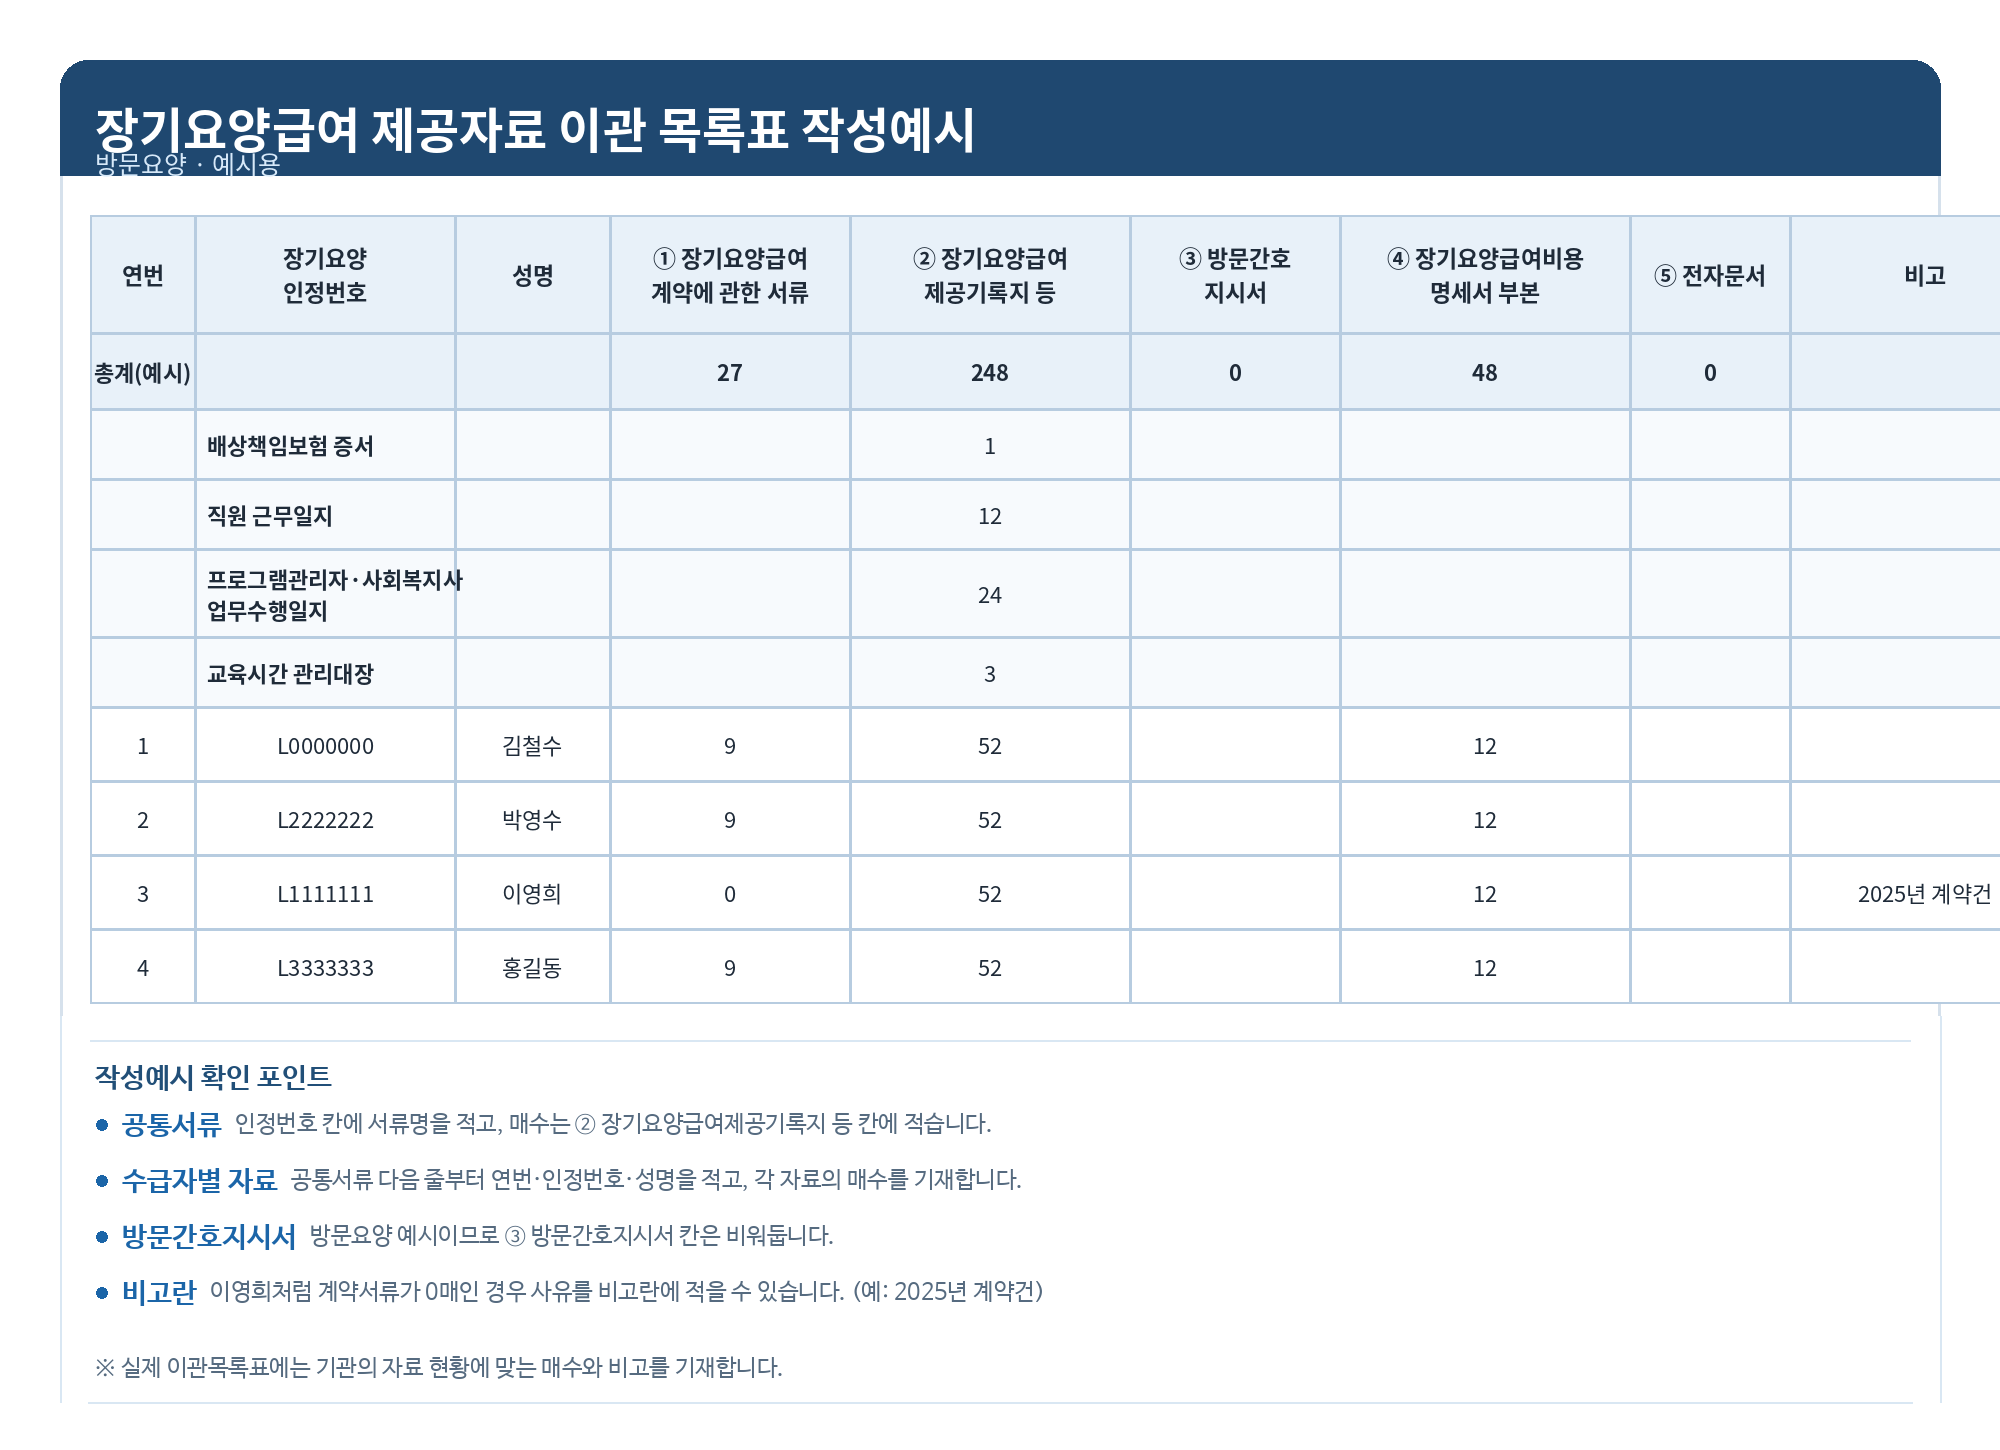 장기요양급여 제공자료 이관 목록표 작성예시
방문요양 · 예시용
연번 장기요양 인정번호 성명 ① 장기요양급여 계약에 관한 서류 ② 장기요양급여 제공기록지 등 ③ 방문간호 지시서 ④ 장기요양급여비용 명세서 부본 ⑤ 전자문서 비고
총계(예시) 27 248 0 48 0
배상책임보험 증서 1
직원 근무일지 12
프로그램관리자·사회복지사
업무수행일지 24
교육시간 관리대장 3
1 L0000000 김철수 9 52 12
2 L2222222 박영수 9 52 12
3 L1111111 이영희 0 52 12 2025년 계약건
4 L3333333 홍길동 9 52 12
작성예시 확인 포인트
● 공통서류 인정번호 칸에 서류명을 적고, 매수는 ② 장기요양급여제공기록지 등 칸에 적습니다.
● 수급자별 자료 공통서류 다음 줄부터 연번·인정번호·성명을 적고, 각 자료의 매수를 기재합니다.
● 방문간호지시서 방문요양 예시이므로 ③ 방문간호지시서 칸은 비워둡니다.
● 비고란 이영희처럼 계약서류가 0매인 경우 사유를 비고란에 적을 수 있습니다. (예: 2025년 계약건)
※ 실제 이관목록표에는 기관의 자료 현황에 맞는 매수와 비고를 기재합니다.